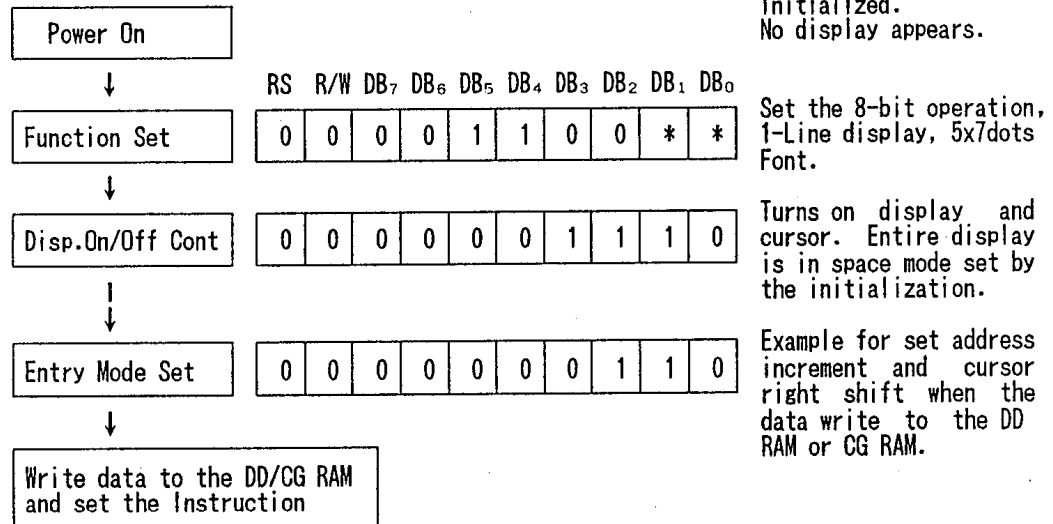 Initialized.
Power On
No display appears.
RS R/W DB₇ DB₆ DB₅ DB₄ DB₃ DB₂ DB₁ DB₀
Function Set
0 0 0 0 1 1 0 0 * *
Set the 8-bit operation,
1-Line display, 5x7dots
Font.
Disp.On/Off Cont
0 0 0 0 0 0 1 1 1 0
Turns on display and
cursor. Entire display
is in space mode set by
the initialization.
Entry Mode Set
0 0 0 0 0 0 0 1 1 0
Example for set address
increment and cursor
right shift when the
data write to the DD
RAM or CG RAM.
Write data to the DD/CG RAM
and set the Instruction